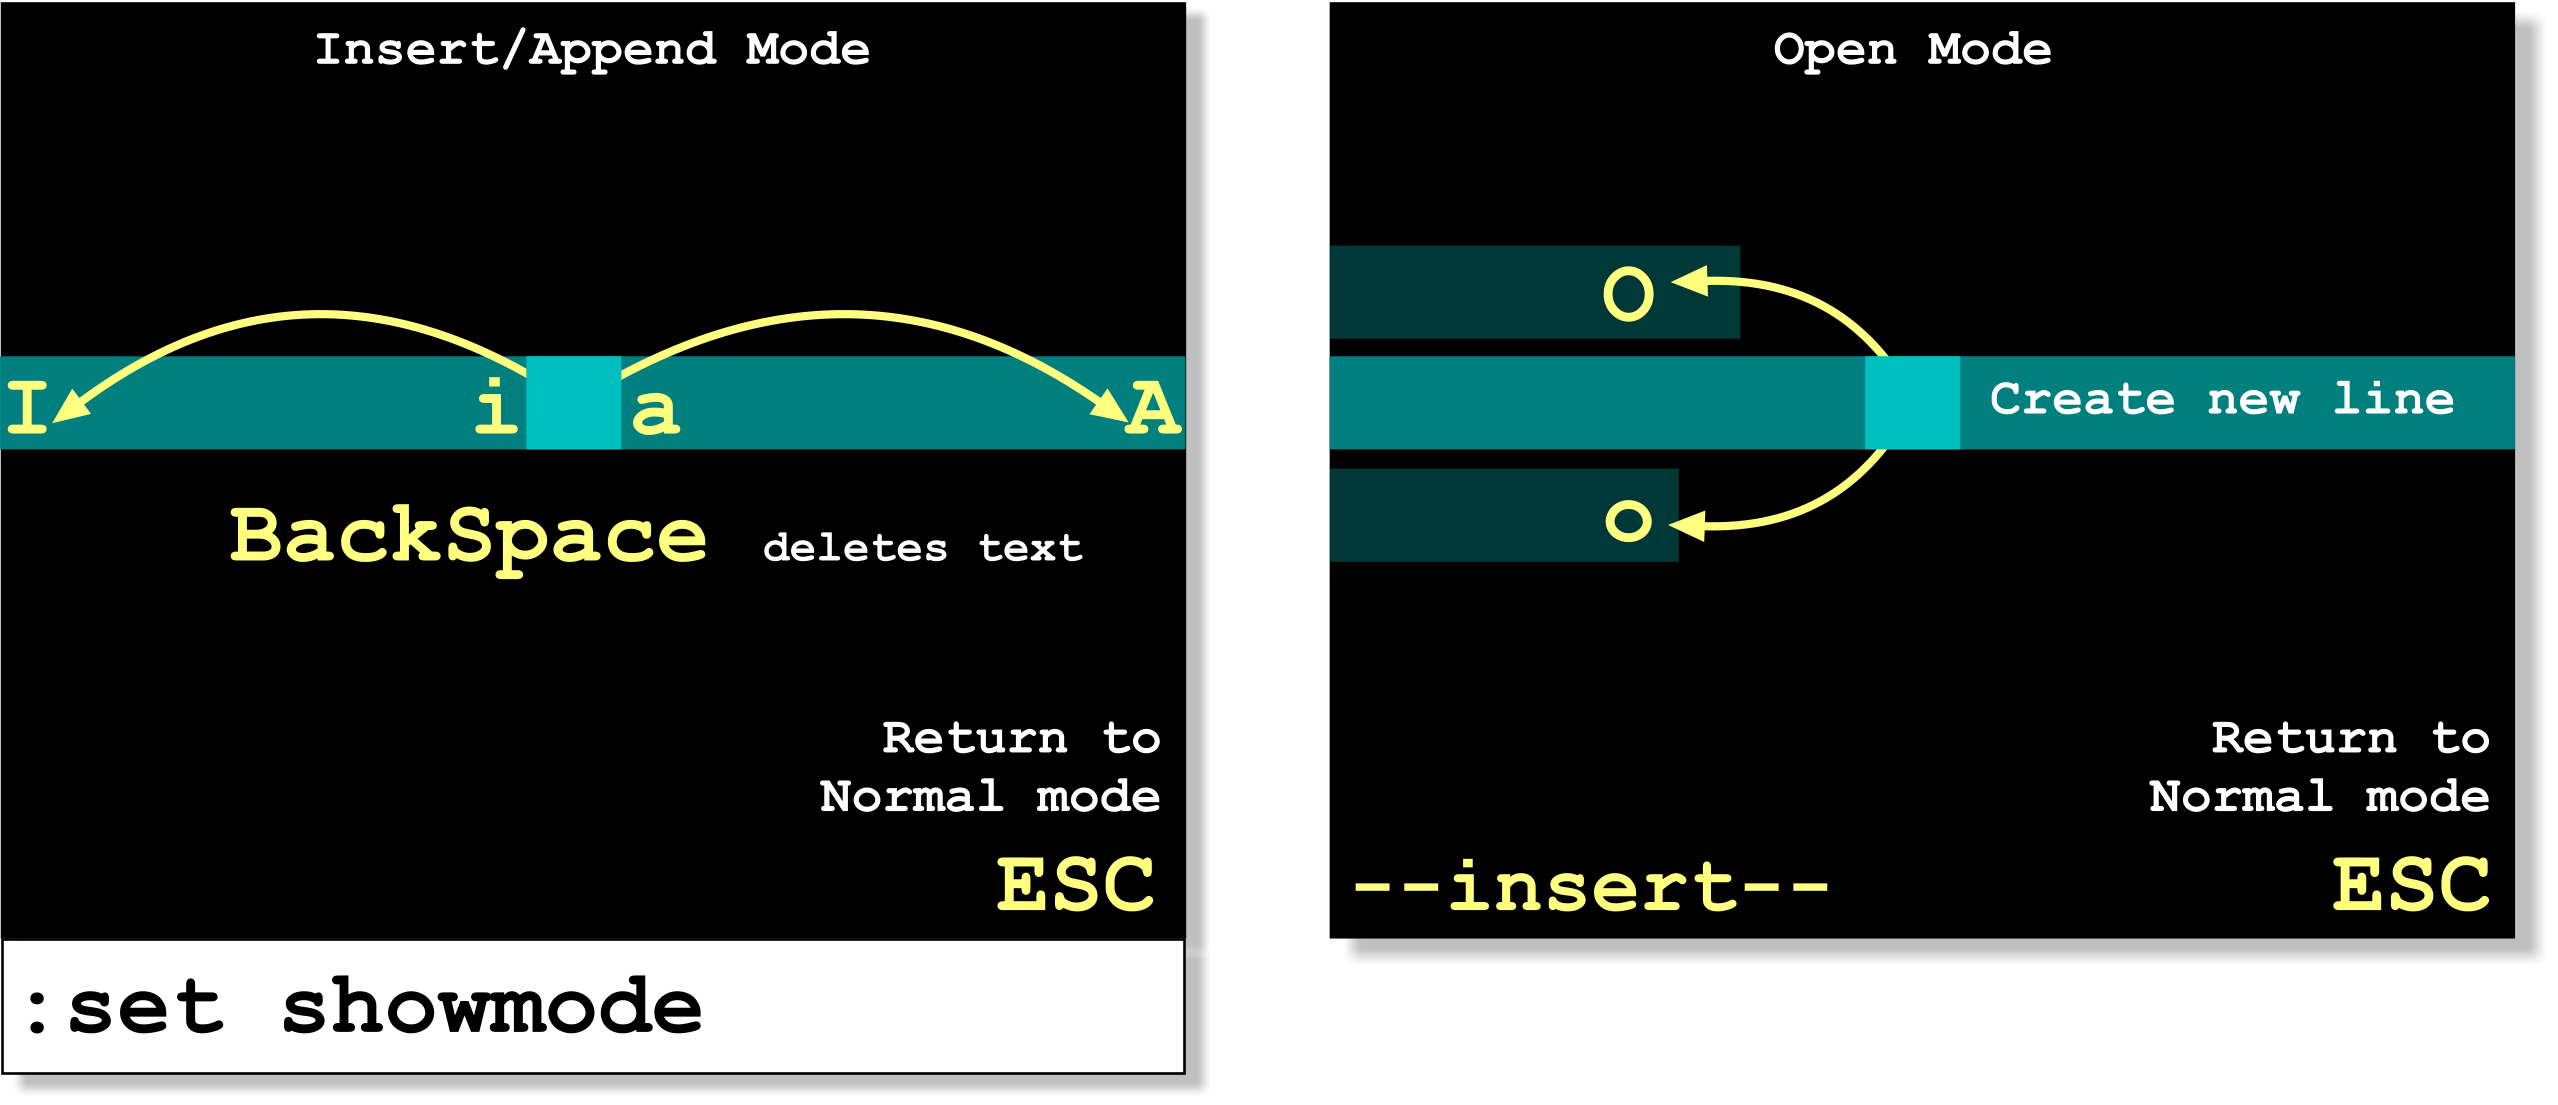 Insert/Append Mode
I i a A
BackSpace deletes text
Return to
Normal mode
ESC
:set showmode
Open Mode
O
Create new line
o
Return to
Normal mode
--insert-- ESC